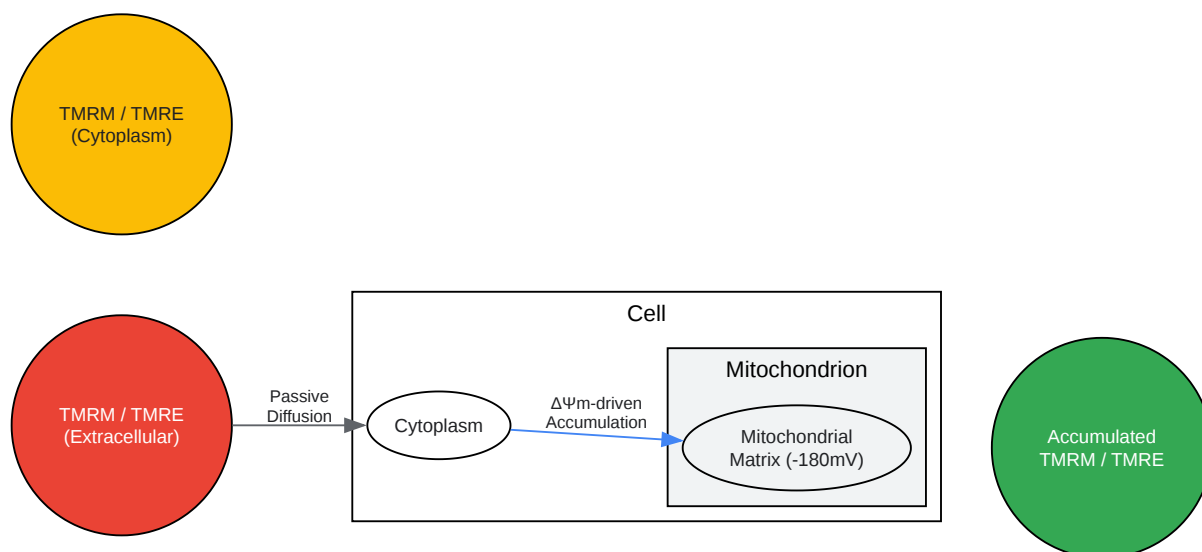 TMRM / TMRE
(Cytoplasm)
Cell
Mitochondrion
TMRM / TMRE
(Extracellular)
Passive
Diffusion
Cytoplasm
ΔΨm-driven
Accumulation
Mitochondrial
Matrix (-180mV)
Accumulated
TMRM / TMRE